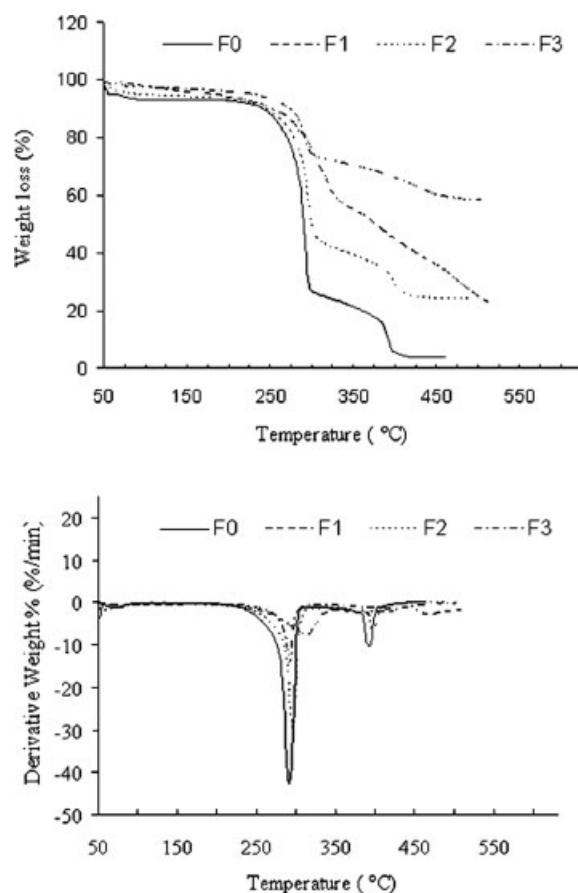 120
F0 F1 F2 F3
100
80
60
40
20
0
Weight loss (%)
50 150 250 350 450 550
Temperature ( °C)
20
F0 F1 F2 F3
10
0
-10
-20
-30
-40
-50
Derivative Weight % (%/min)
50 150 250 350 450 550
Temperature ( °C)